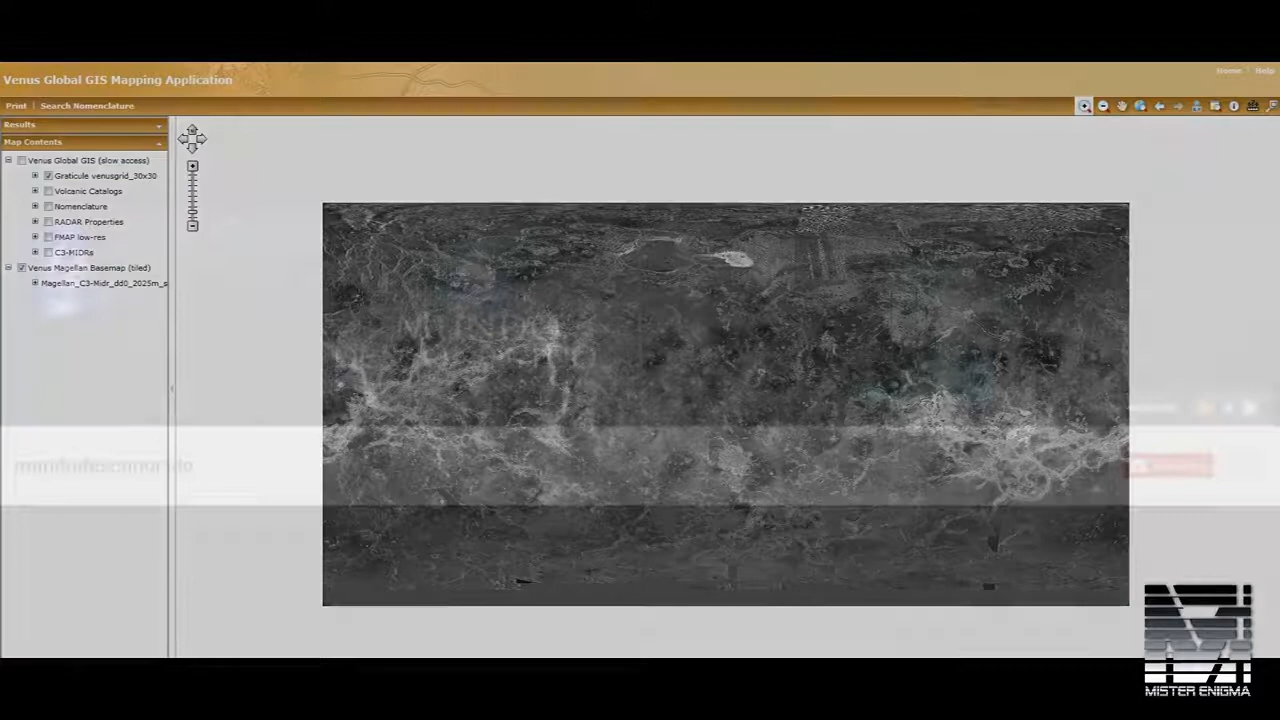 Venus Global GIS Mapping Application
Home | Help
Print | Search Nomenclature
Results
Map Contents
Venus Global GIS (slow access)
Graticule venusgrid_30x30
Volcanic Catalogs
Nomenclature
RADAR Properties
FMAP low-res
C3-MIDRs
Venus Magellan Basemap (tiled)
Magellan_C3-Midr_dd0_2025m_s
MISTER ENIGMA